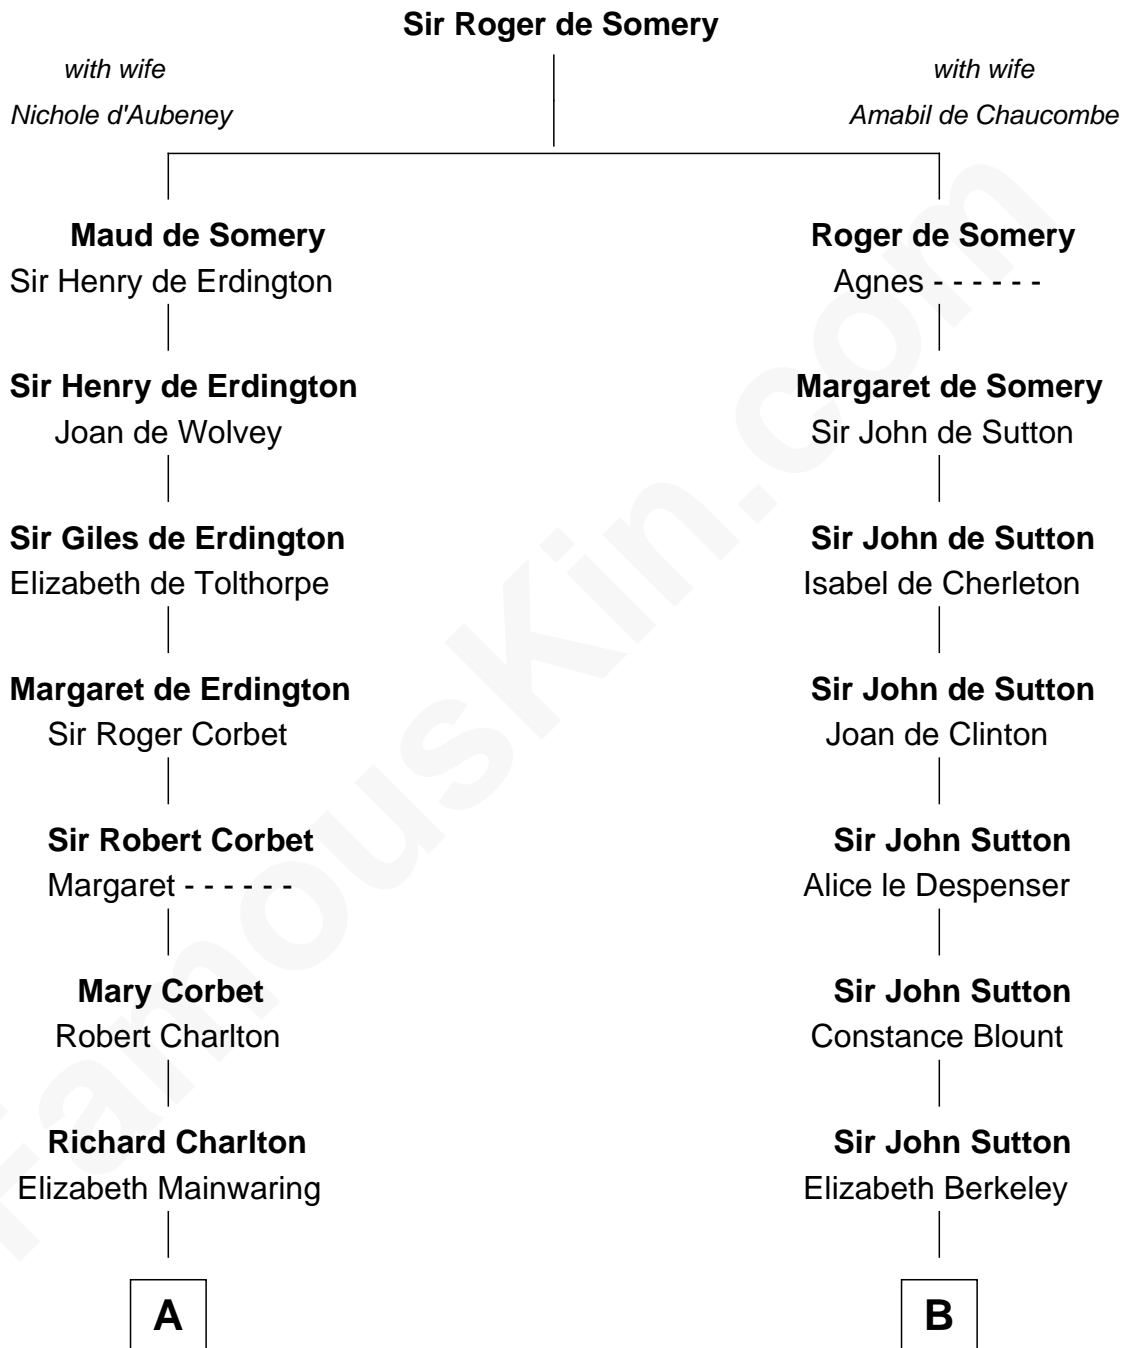 Sir Roger de Somery
with wife
Nichole d'Aubeney
with wife
Amabil de Chaucombe
Maud de Somery
Sir Henry de Erdington
Roger de Somery
Agnes - - - - - -
Sir Henry de Erdington
Joan de Wolvey
Margaret de Somery
Sir John de Sutton
Sir Giles de Erdington
Elizabeth de Tolthorpe
Sir John de Sutton
Isabel de Cherleton
Margaret de Erdington
Sir Roger Corbet
Sir John de Sutton
Joan de Clinton
Sir Robert Corbet
Margaret - - - - - -
Sir John Sutton
Alice le Despenser
Mary Corbet
Robert Charlton
Sir John Sutton
Constance Blount
Richard Charlton
Elizabeth Mainwaring
Sir John Sutton
Elizabeth Berkeley
A
B
FamousKin.com